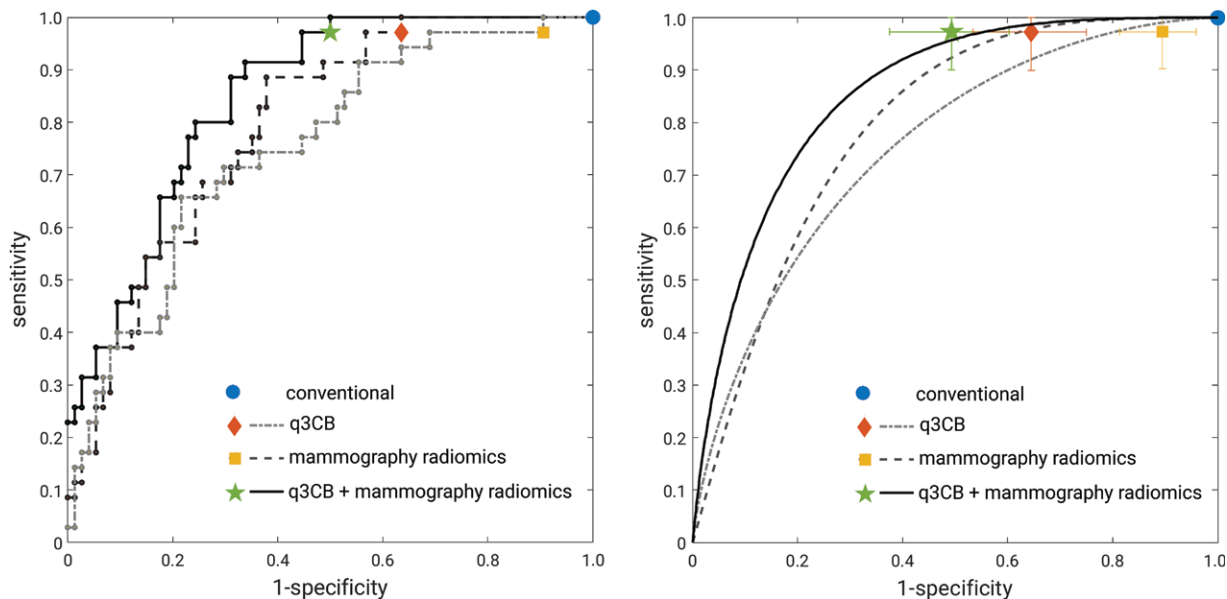 1.0
0.9
0.8
0.7
0.6
0.5
0.4
0.3
0.2
0.1
0
sensitivity
0 0.2 0.4 0.6 0.8 1.0
1-specificity
conventional
q3CB
mammography radiomics
q3CB + mammography radiomics
1.0
0.9
0.8
0.7
0.6
0.5
0.4
0.3
0.2
0.1
0
sensitivity
0 0.2 0.4 0.6 0.8 1.0
1-specificity
conventional
q3CB
mammography radiomics
q3CB + mammography radiomics